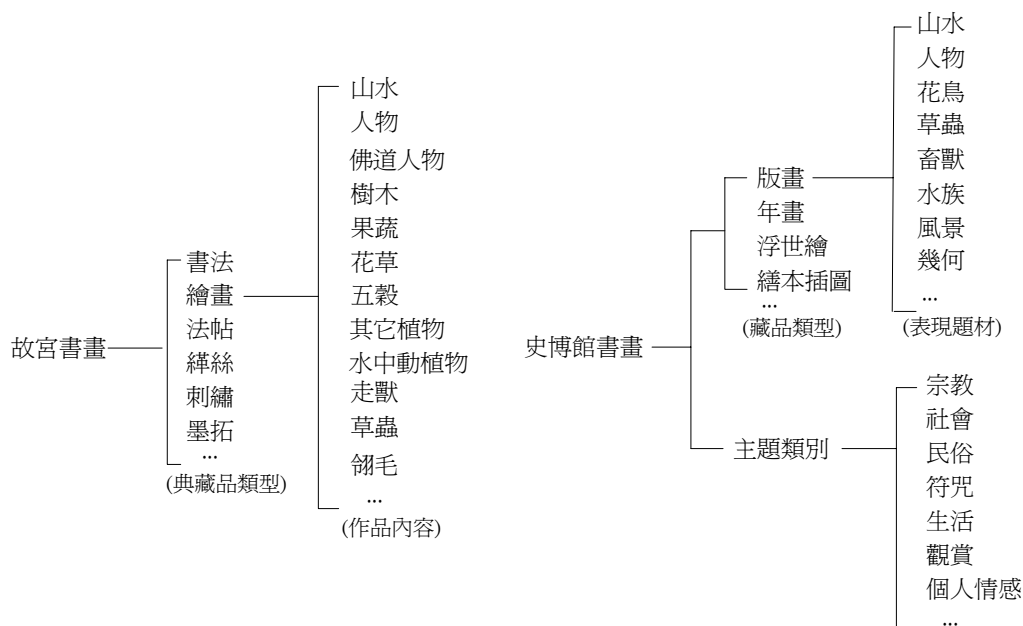 故宮書畫
書法
繪畫
法帖
緙絲
刺繡
墨拓
...
(典藏品類型)
山水
人物
佛道人物
樹木
果蔬
花草
五穀
其它植物
水中動植物
走獸
草蟲
翎毛
...
(作品內容)
史博館書畫
版畫
年畫
浮世繪
繕本插圖
...
(藏品類型)
山水
人物
花鳥
草蟲
畜獸
水族
風景
幾何
...
(表現題材)
主題類別
宗教
社會
民俗
符咒
生活
觀賞
個人情感
...